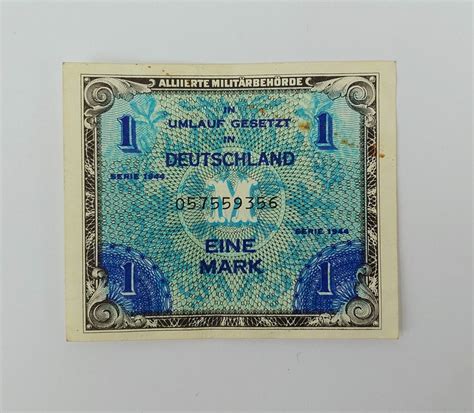 ALLIIERTE MILITÄRBEHÖRDE
IN
1 UMLAUF GESETZT 1
IN
DEUTSCHLAND
SERIE 1944
M
057559356
SERIE 1944
EINE
1 MARK 1